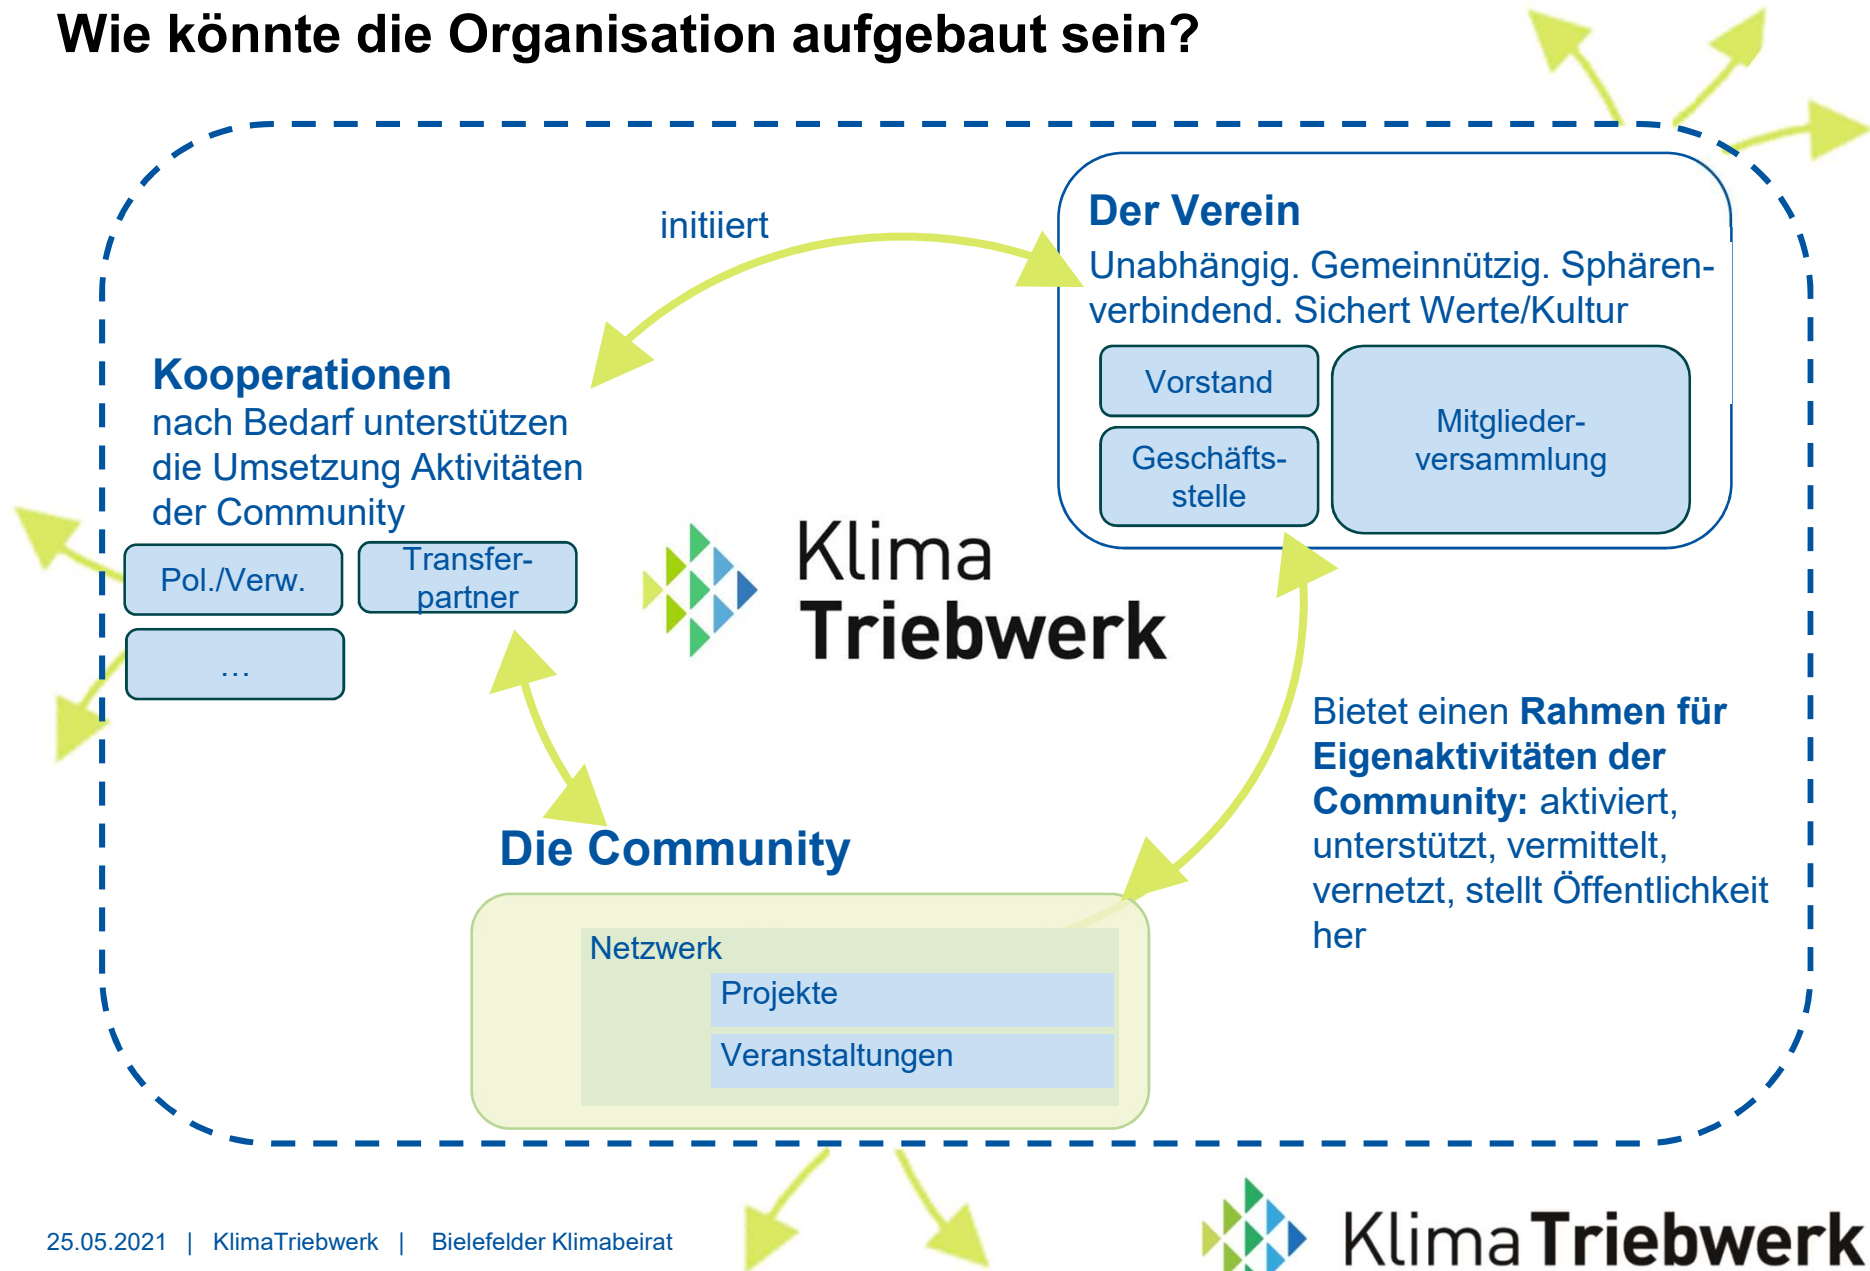 Wie könnte die Organisation aufgebaut sein?
initiiert
Der Verein
Unabhängig. Gemeinnützig. Sphären-
verbindend. Sichert Werte/Kultur
Vorstand
Geschäfts-
stelle
Mitglieder-
versammlung
Kooperationen
nach Bedarf unterstützen
die Umsetzung Aktivitäten
der Community
Pol./Verw.
Transfer-
partner
…
Klima
Triebwerk
Bietet einen Rahmen für
Eigenaktivitäten der
Community: aktiviert,
unterstützt, vermittelt,
vernetzt, stellt Öffentlichkeit
her
Die Community
Netzwerk
Projekte
Veranstaltungen
25.05.2021 | KlimaTriebwerk | Bielefelder Klimabeirat
KlimaTriebwerk